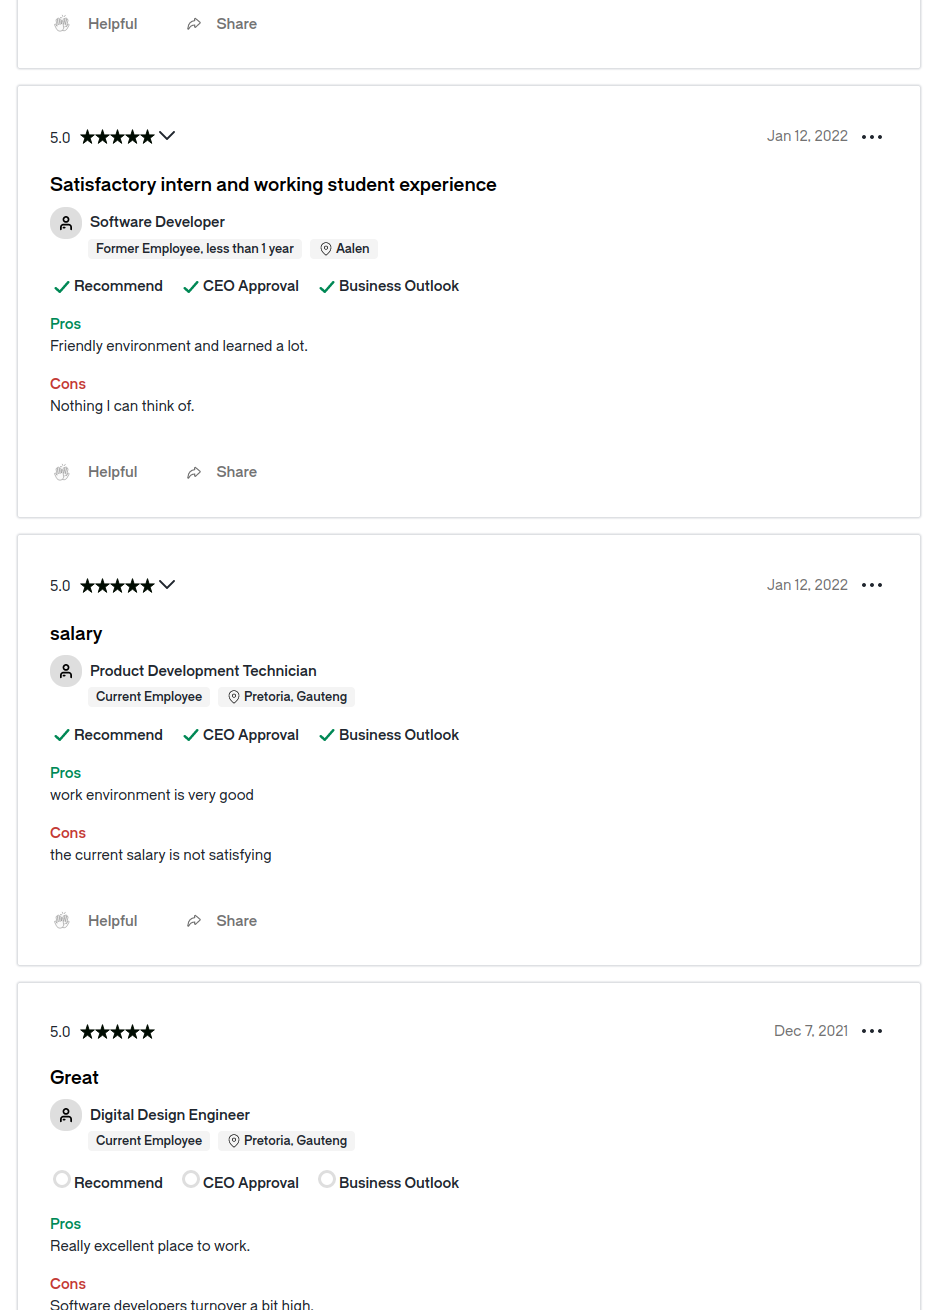 Helpful Share
5.0 Jan 12, 2022
Satisfactory intern and working student experience
Software Developer
Former Employee, less than 1 year Aalen
Recommend CEO Approval Business Outlook
Pros
Friendly environment and learned a lot.
Cons
Nothing I can think of.
Helpful Share
5.0 Jan 12, 2022
salary
Product Development Technician
Current Employee Pretoria, Gauteng
Recommend CEO Approval Business Outlook
Pros
work environment is very good
Cons
the current salary is not satisfying
Helpful Share
5.0 Dec 7, 2021
Great
Digital Design Engineer
Current Employee Pretoria, Gauteng
Recommend CEO Approval Business Outlook
Pros
Really excellent place to work.
Cons
Software developers turnover a bit high.